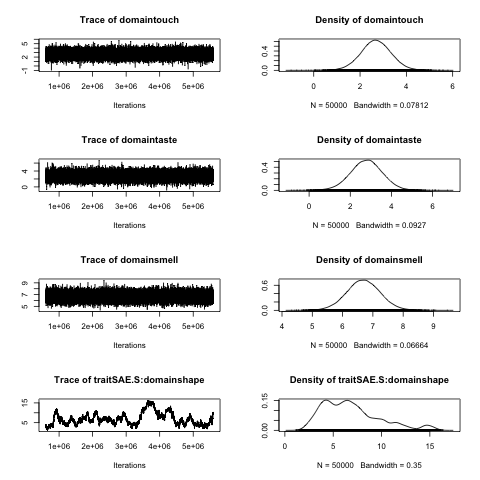 Trace of domaintouch
Density of domaintouch
-1 2 5
0.0 0.4
1e+06 2e+06 3e+06 4e+06 5e+06
0 2 4 6
Iterations
N = 50000 Bandwidth = 0.07812
Trace of domaintaste
Density of domaintaste
0 4
0.0 0.4
1e+06 2e+06 3e+06 4e+06 5e+06
0 2 4 6
Iterations
N = 50000 Bandwidth = 0.0927
Trace of domainsmell
Density of domainsmell
5 7 9
0.0 0.6
1e+06 2e+06 3e+06 4e+06 5e+06
4 5 6 7 8 9
Iterations
N = 50000 Bandwidth = 0.06664
Trace of traitSAE.S:domainshape
Density of traitSAE.S:domainshape
5 15
0.00 0.15
1e+06 2e+06 3e+06 4e+06 5e+06
0 5 10 15
Iterations
N = 50000 Bandwidth = 0.35